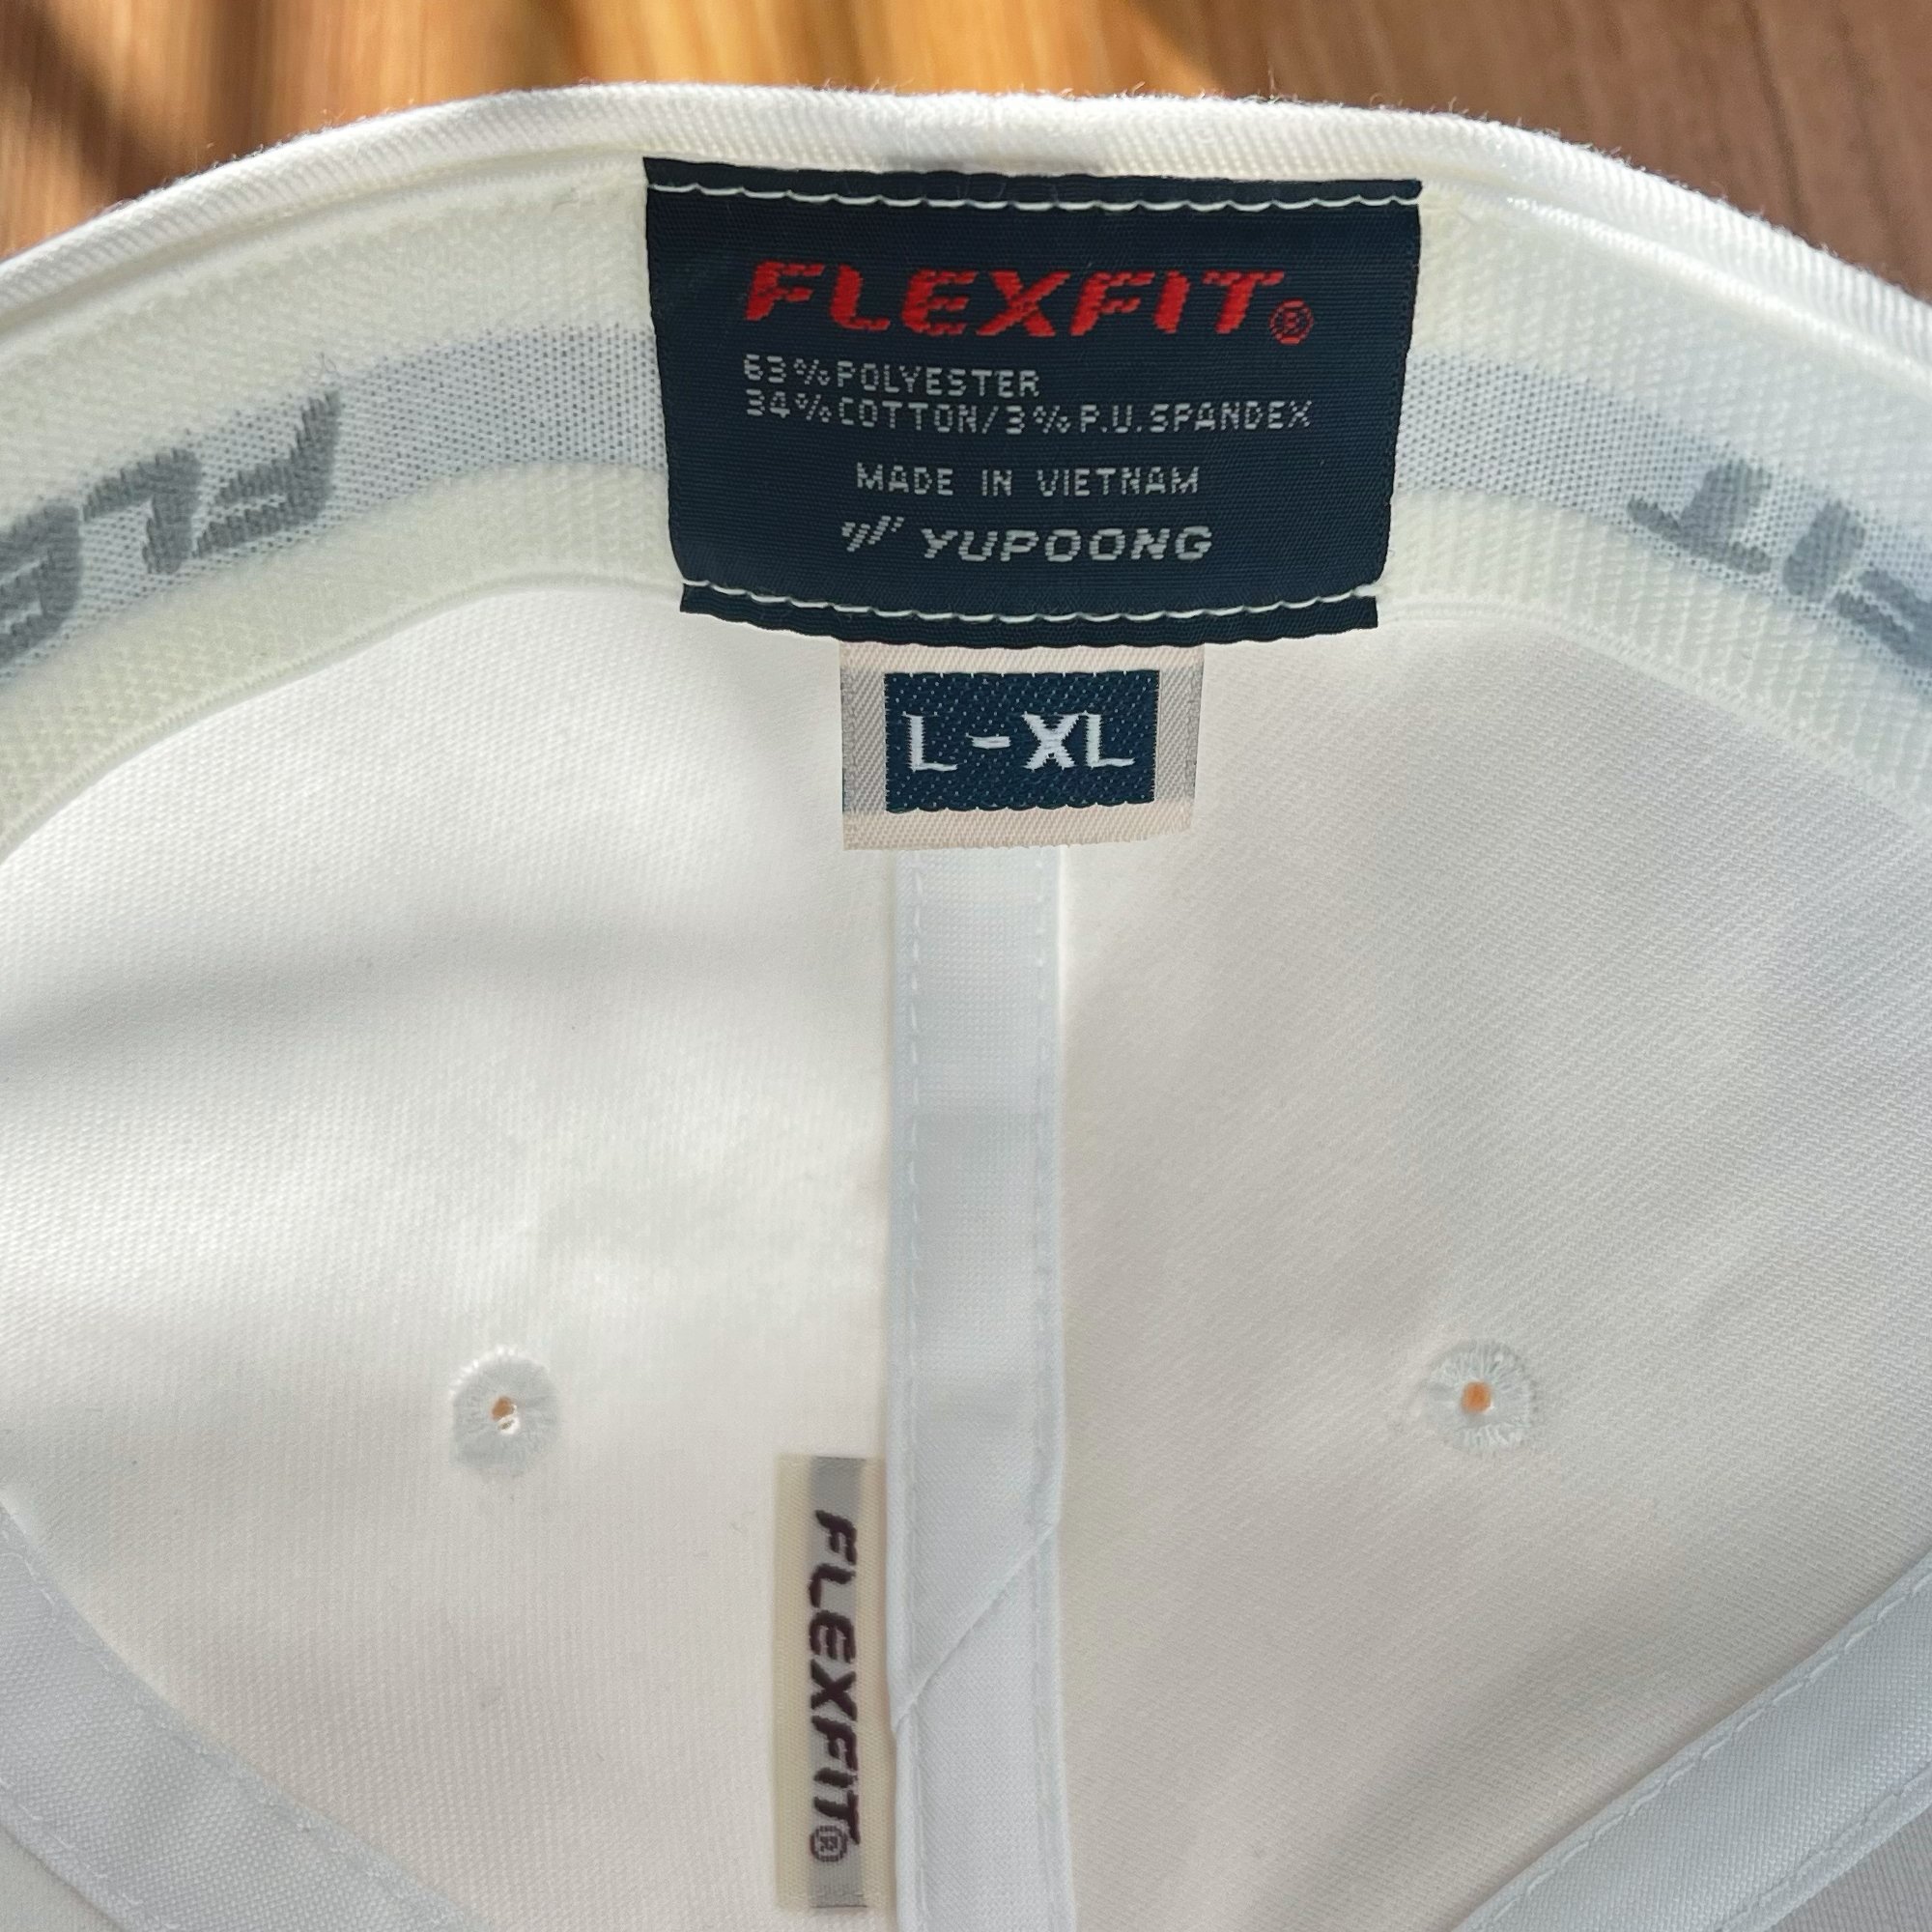 FLEXFIT®
63%POLYESTER
34%COTTON/3%P.U.SPANDEX
MADE IN VIETNAM
YUPOONG
L-XL
FLEXFIT®